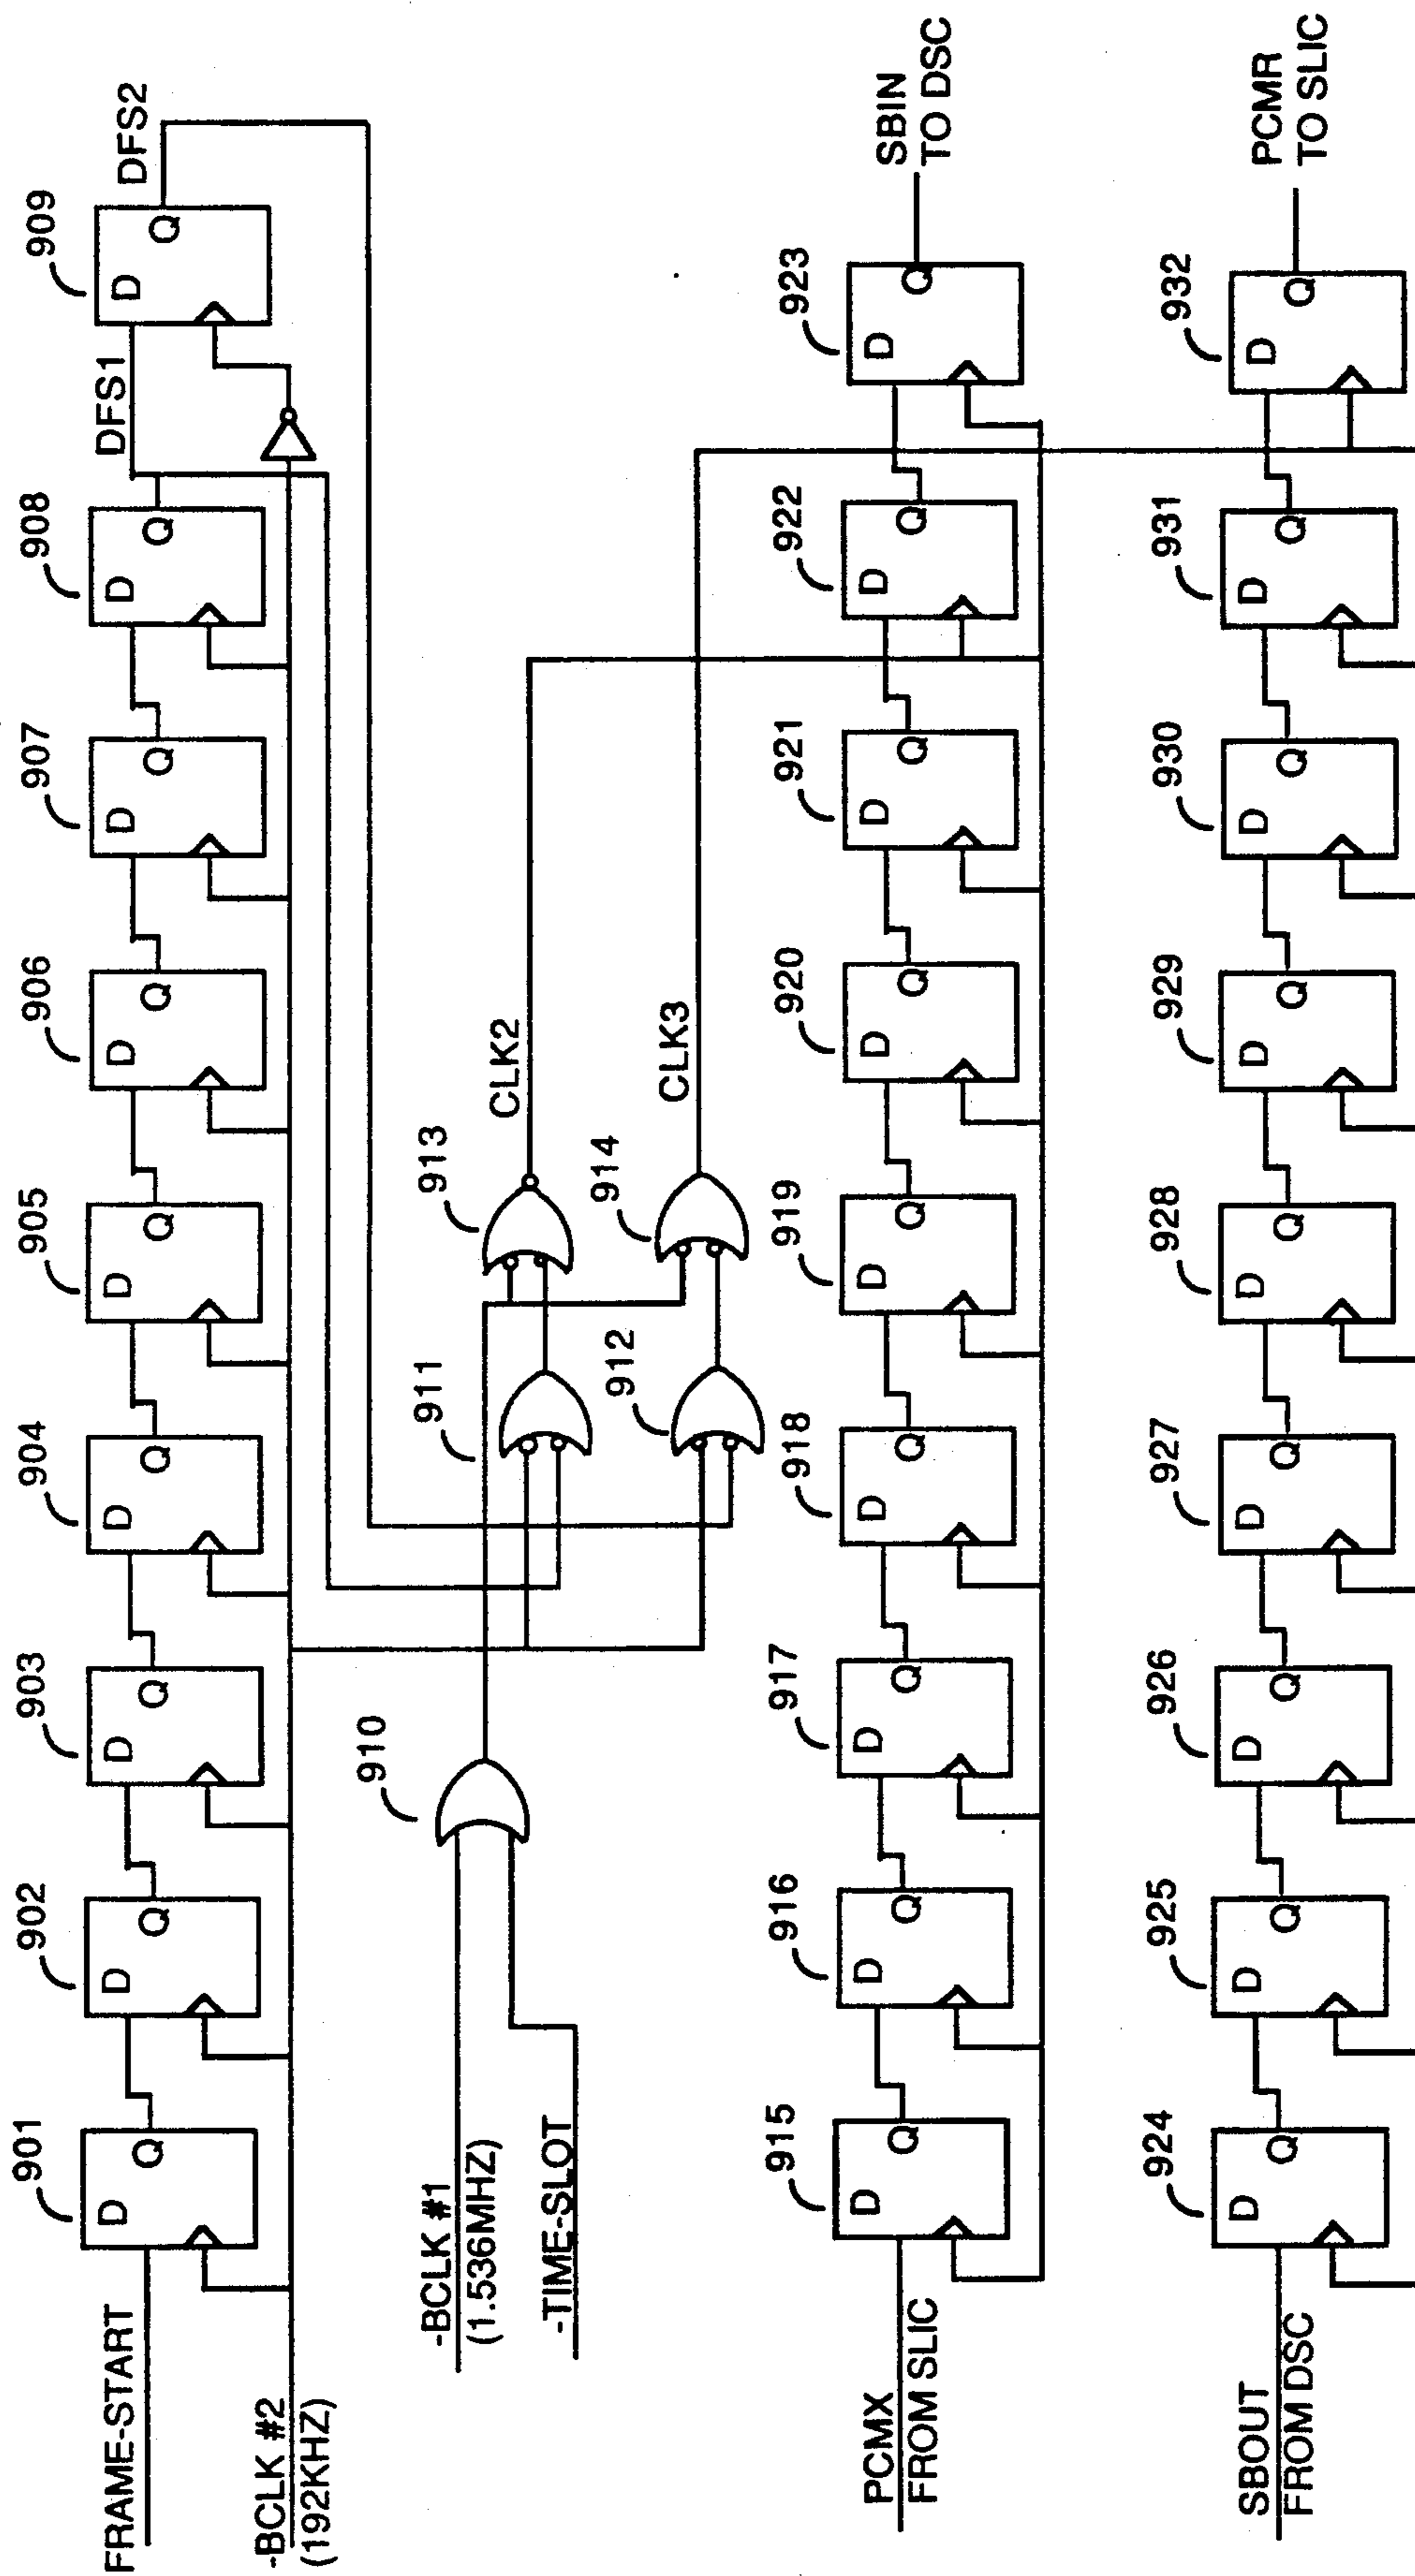 FRAME-START
-BCLK #2
(192KHZ)
901
D
Q
902
D
Q
903
D
Q
904
D
Q
905
D
Q
906
D
Q
907
D
Q
908
D
Q
DFS1
909
D
Q
DFS2
-BCLK #1
(1.536MHZ)
-TIME-SLOT
910
911
912
913
914
CLK2
CLK3
PCMX
FROM SLIC
915
D
Q
916
D
Q
917
D
Q
918
D
Q
919
D
Q
920
D
Q
921
D
Q
922
D
Q
923
D
Q
SBIN
TO DSC
SBOUT
FROM DSC
924
D
Q
925
D
Q
926
D
Q
927
D
Q
928
D
Q
929
D
Q
930
D
Q
931
D
Q
932
D
Q
PCMR
TO SLIC